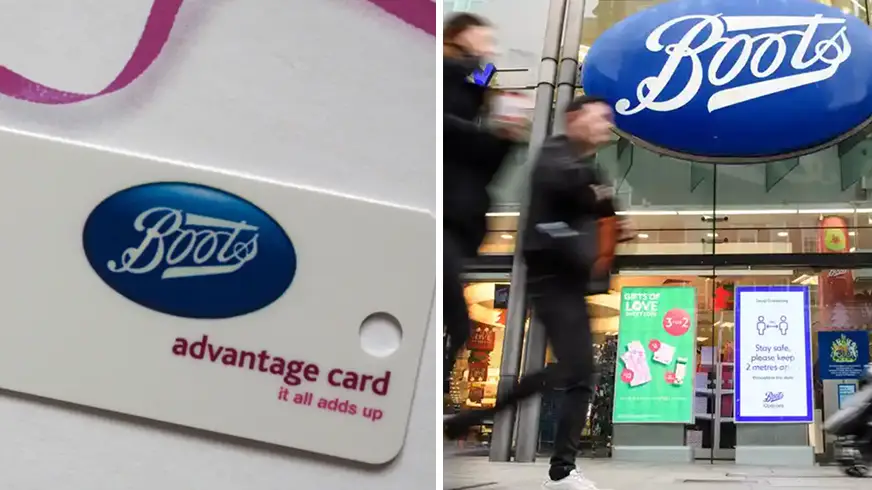 Boots
advantage card
it all adds up
Boots
GIFTS OF
LOVE
3 for 2
Stay safe,
please keep
2 metres
Boots